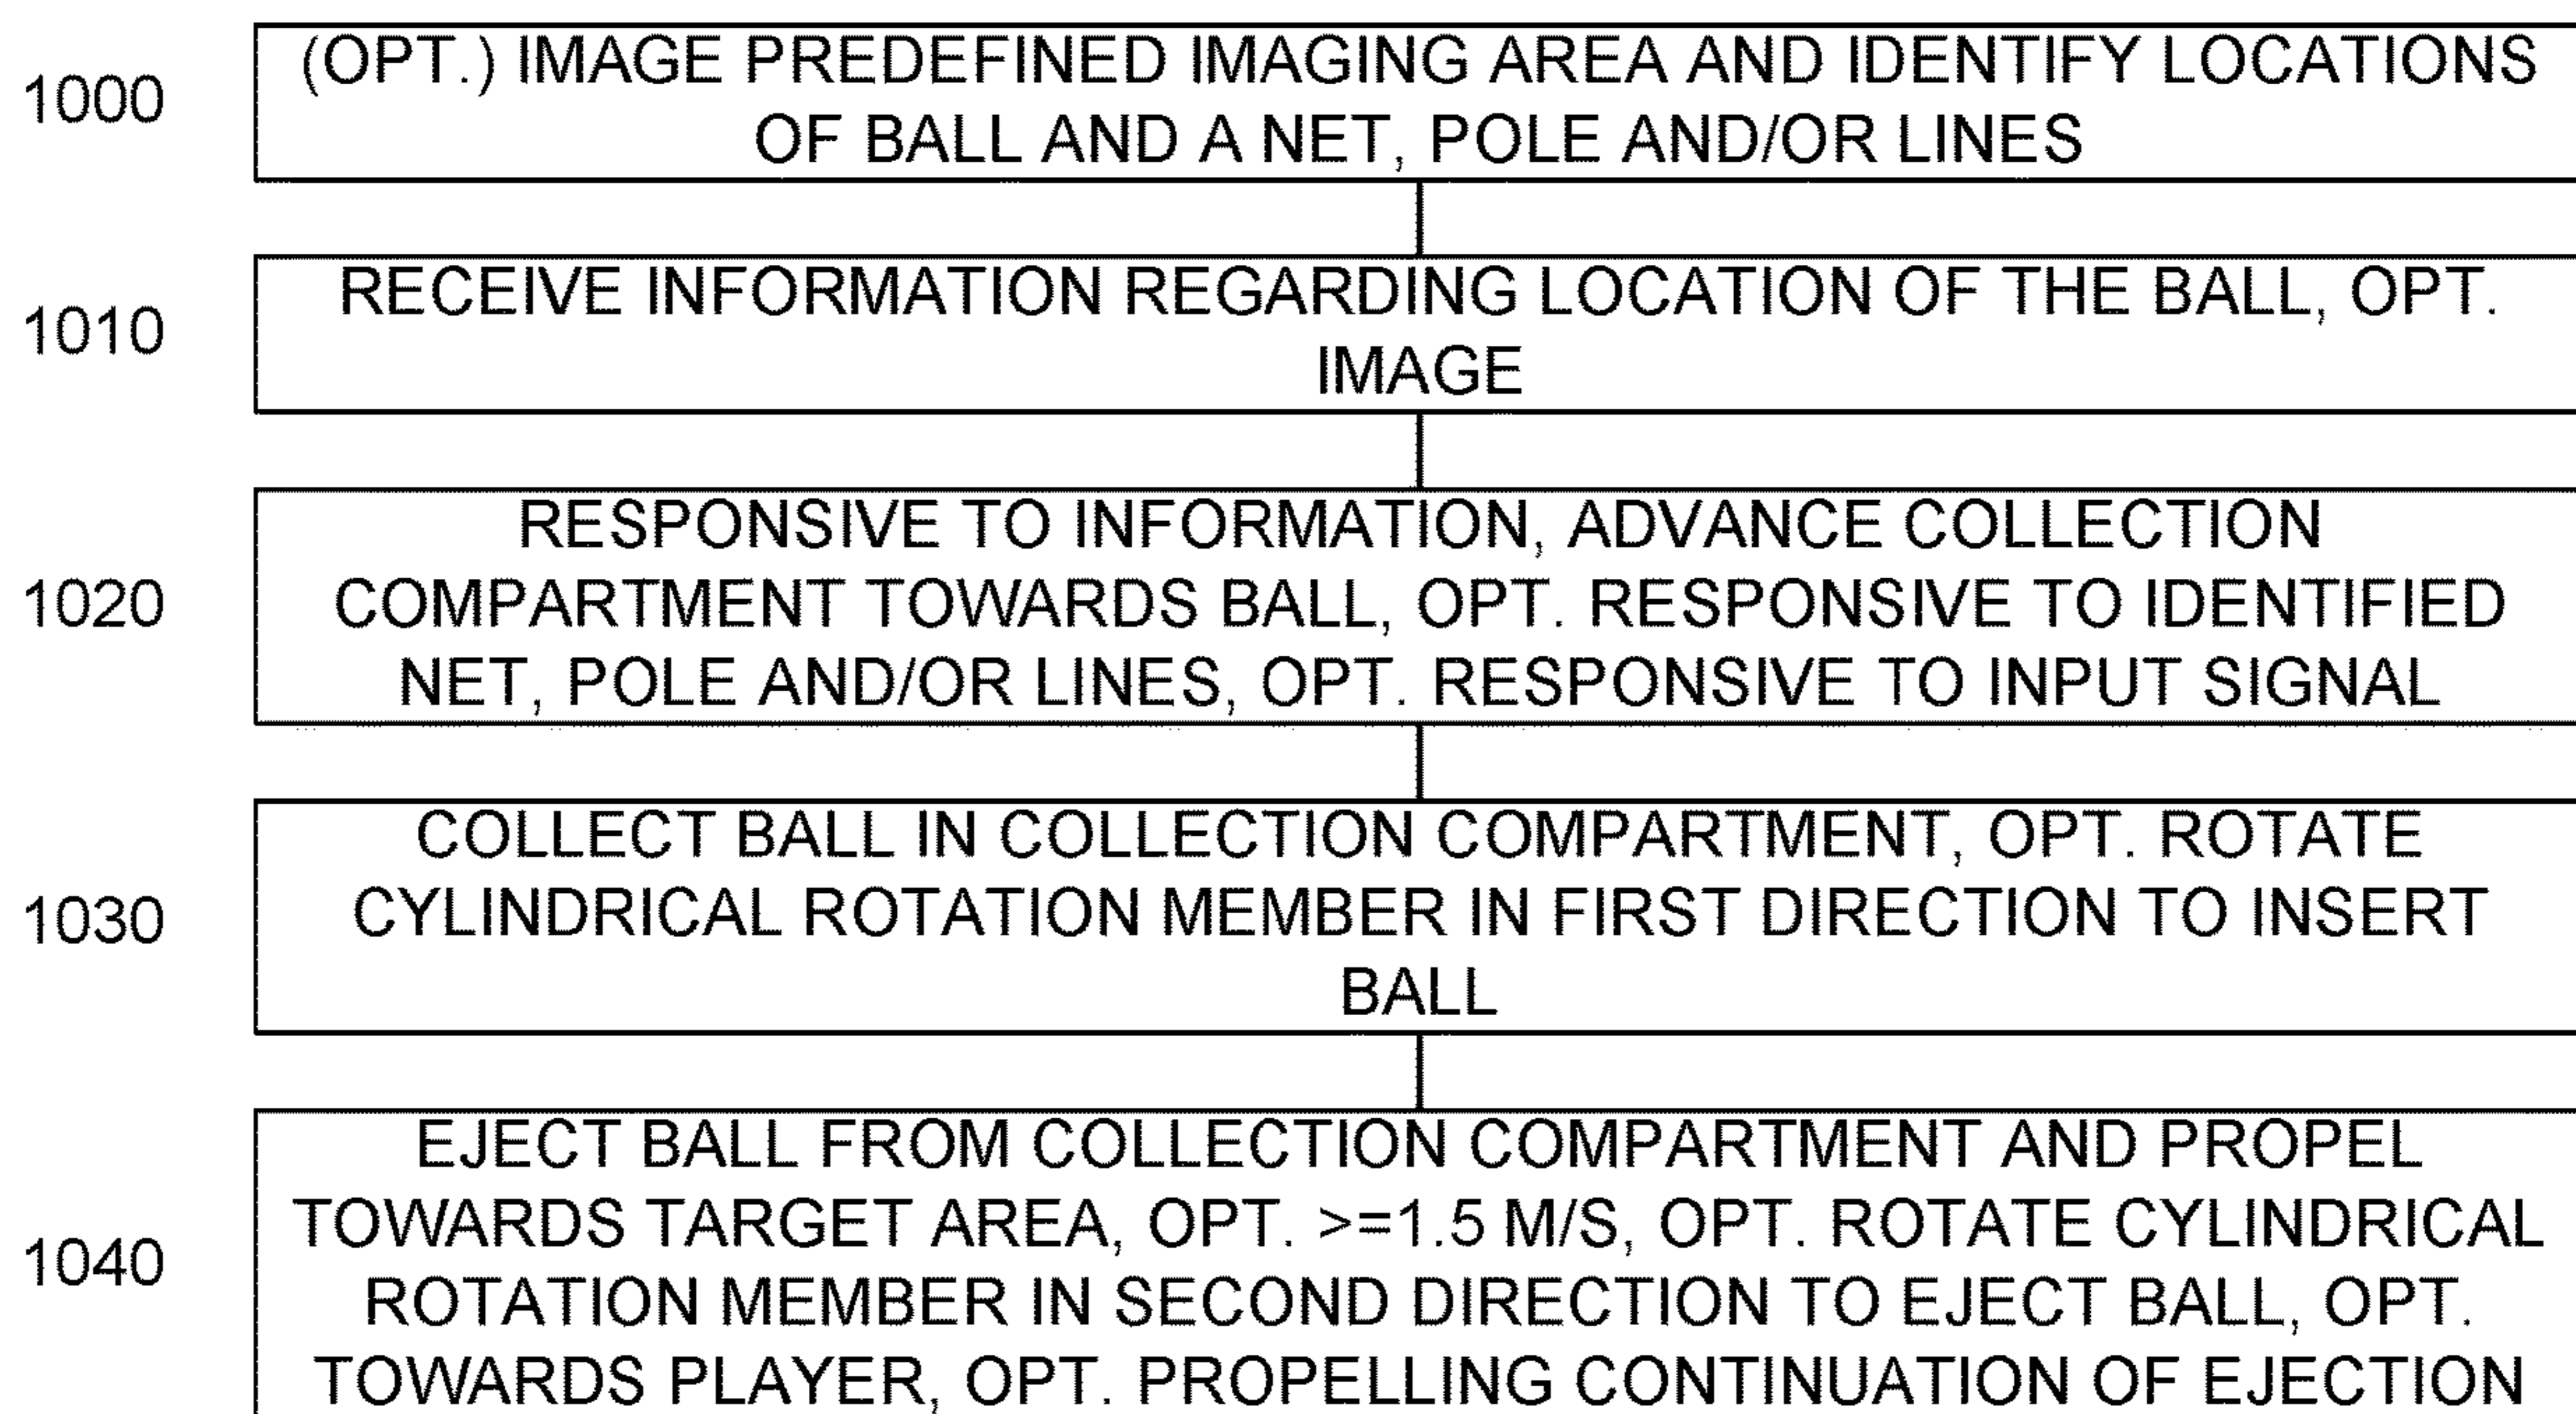 1000
(OPT.) IMAGE PREDEFINED IMAGING AREA AND IDENTIFY LOCATIONS
OF BALL AND A NET, POLE AND/OR LINES
1010
RECEIVE INFORMATION REGARDING LOCATION OF THE BALL, OPT.
IMAGE
1020
RESPONSIVE TO INFORMATION, ADVANCE COLLECTION
COMPARTMENT TOWARDS BALL, OPT. RESPONSIVE TO IDENTIFIED
NET, POLE AND/OR LINES, OPT. RESPONSIVE TO INPUT SIGNAL
1030
COLLECT BALL IN COLLECTION COMPARTMENT, OPT. ROTATE
CYLINDRICAL ROTATION MEMBER IN FIRST DIRECTION TO INSERT
BALL
1040
EJECT BALL FROM COLLECTION COMPARTMENT AND PROPEL
TOWARDS TARGET AREA, OPT. >=1.5 M/S, OPT. ROTATE CYLINDRICAL
ROTATION MEMBER IN SECOND DIRECTION TO EJECT BALL, OPT.
TOWARDS PLAYER, OPT. PROPELLING CONTINUATION OF EJECTION